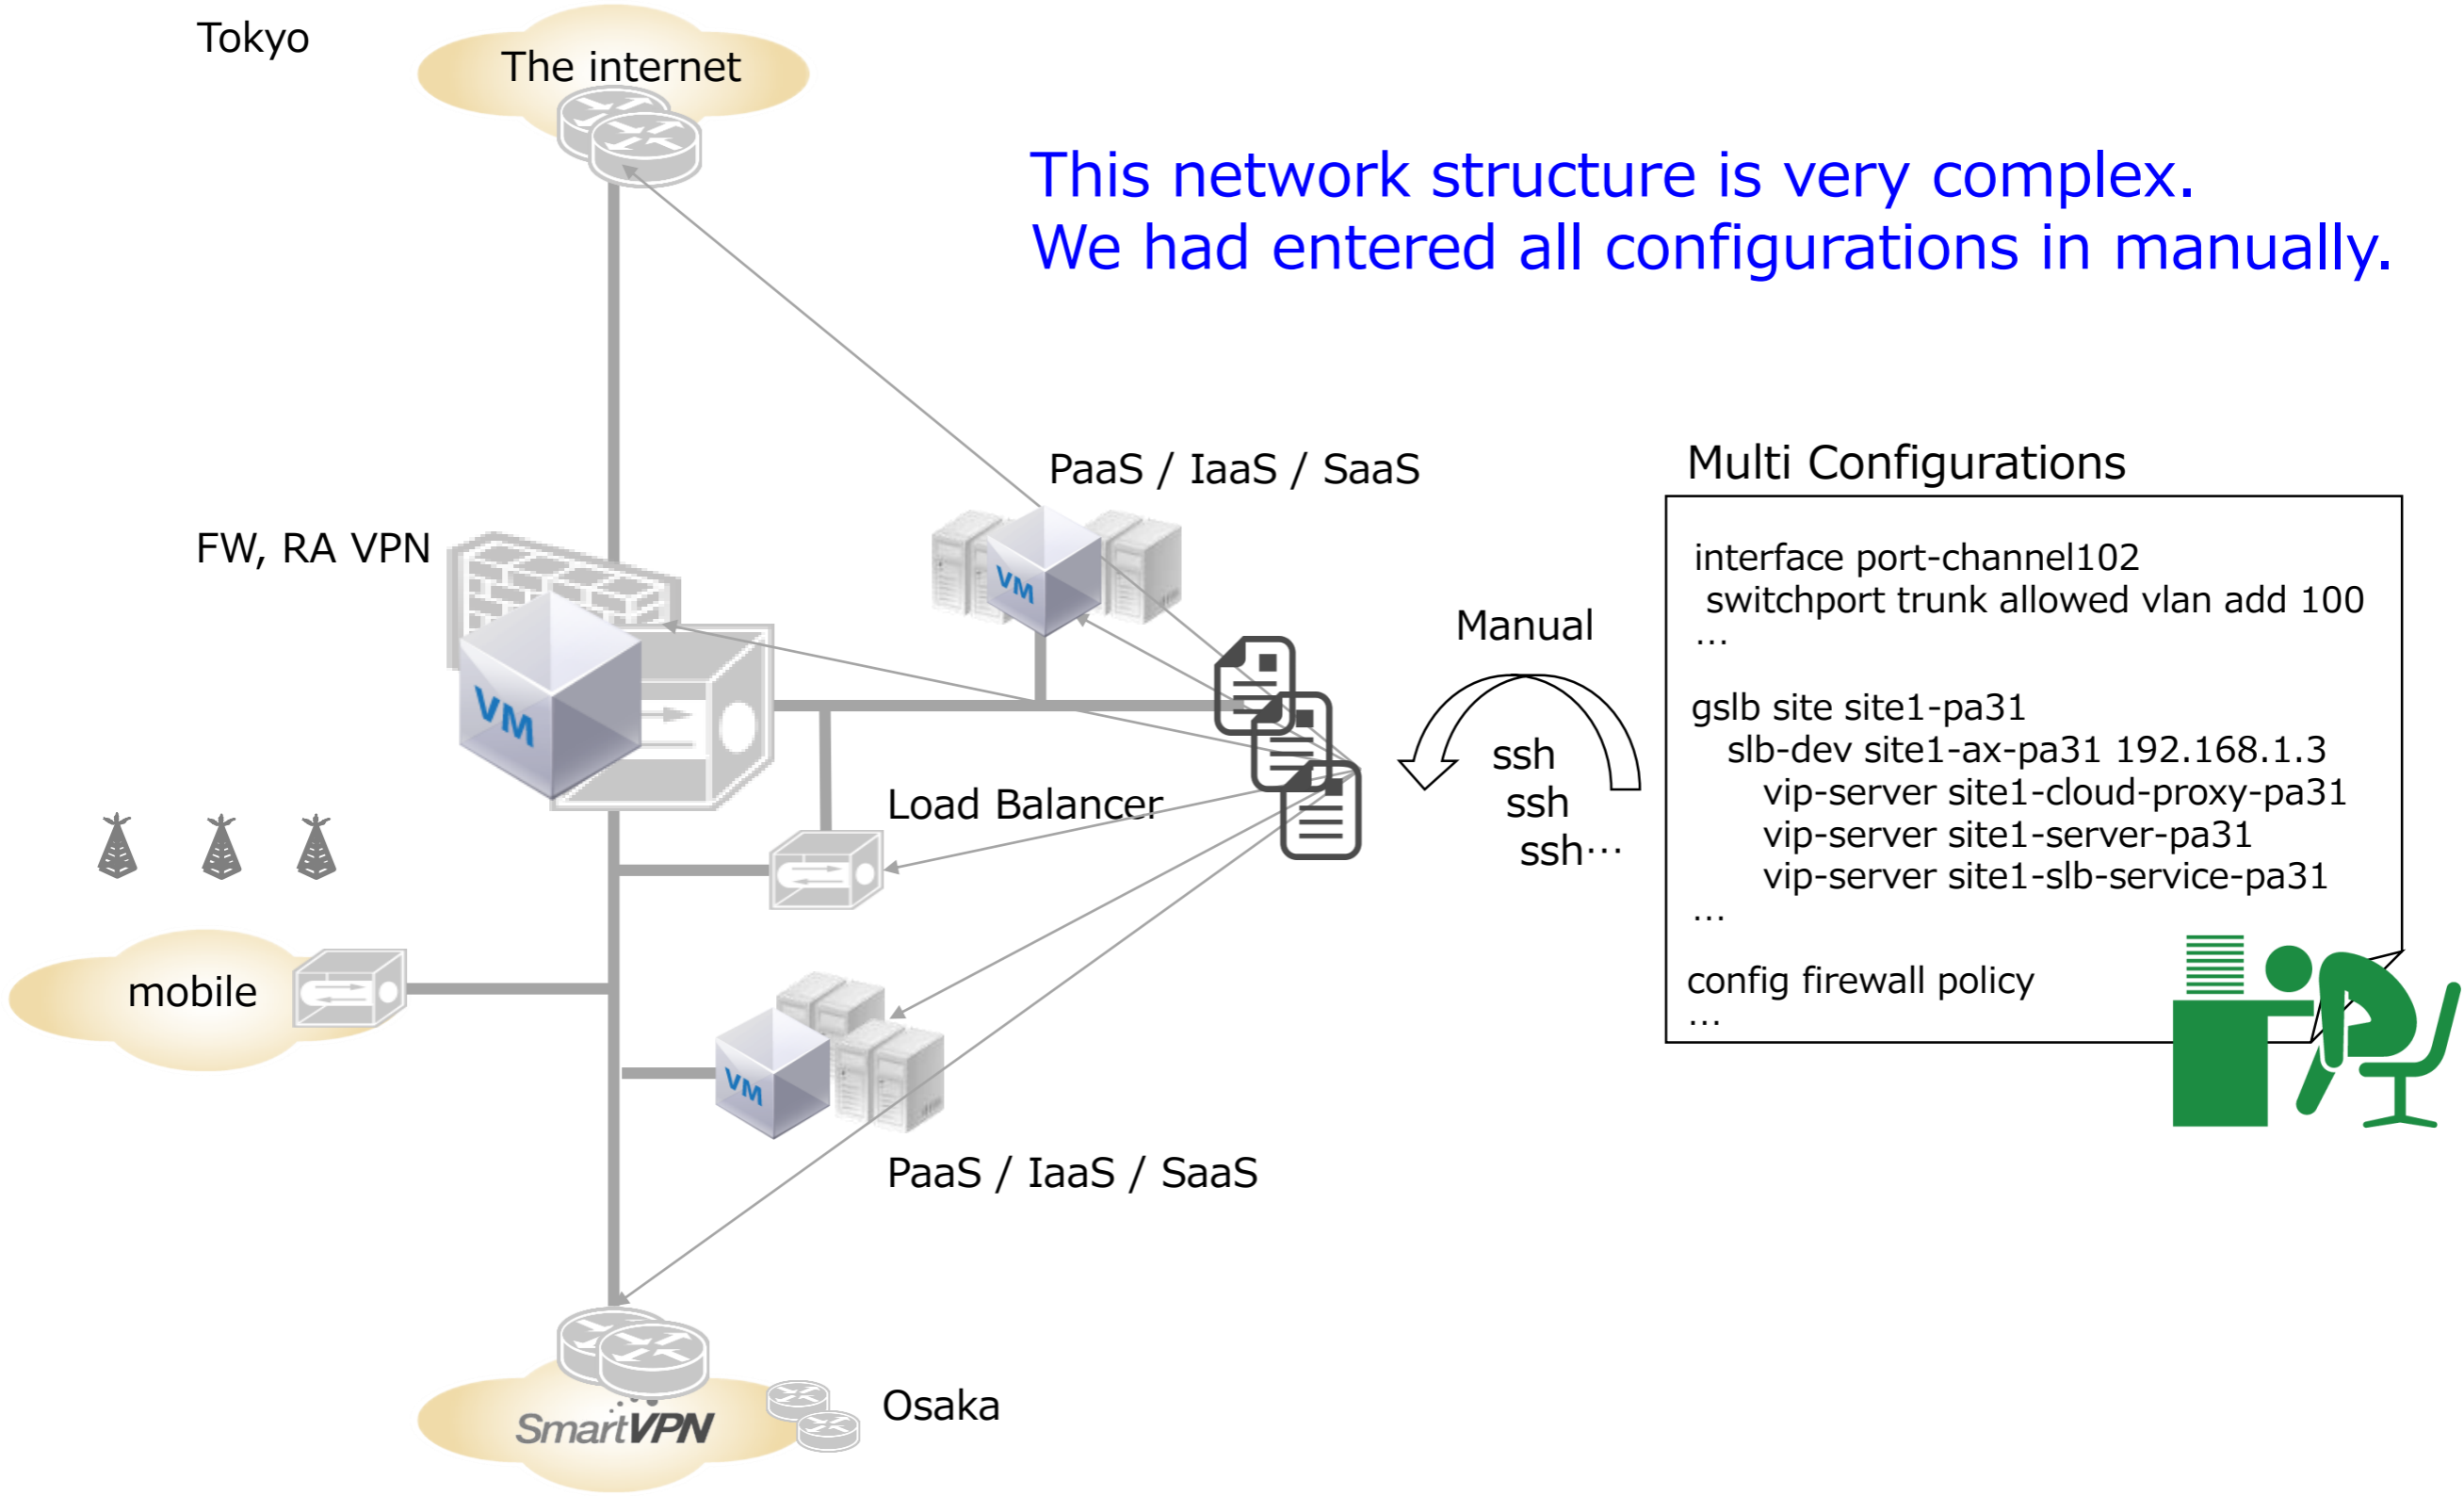 Tokyo
The internet
This network structure is very complex.
We had entered all configurations in manually.
PaaS / IaaS / SaaS
Multi Configurations
FW, RA VPN
VM
VM
Manual
ssh
ssh
ssh…
interface port-channel102
switchport trunk allowed vlan add 100
…
gslb site site1-pa31
slb-dev site1-ax-pa31 192.168.1.3
vip-server site1-cloud-proxy-pa31
vip-server site1-server-pa31
vip-server site1-slb-service-pa31
…
config firewall policy
…
Load Balancer
mobile
VM
PaaS / IaaS / SaaS
SmartVPN
Osaka